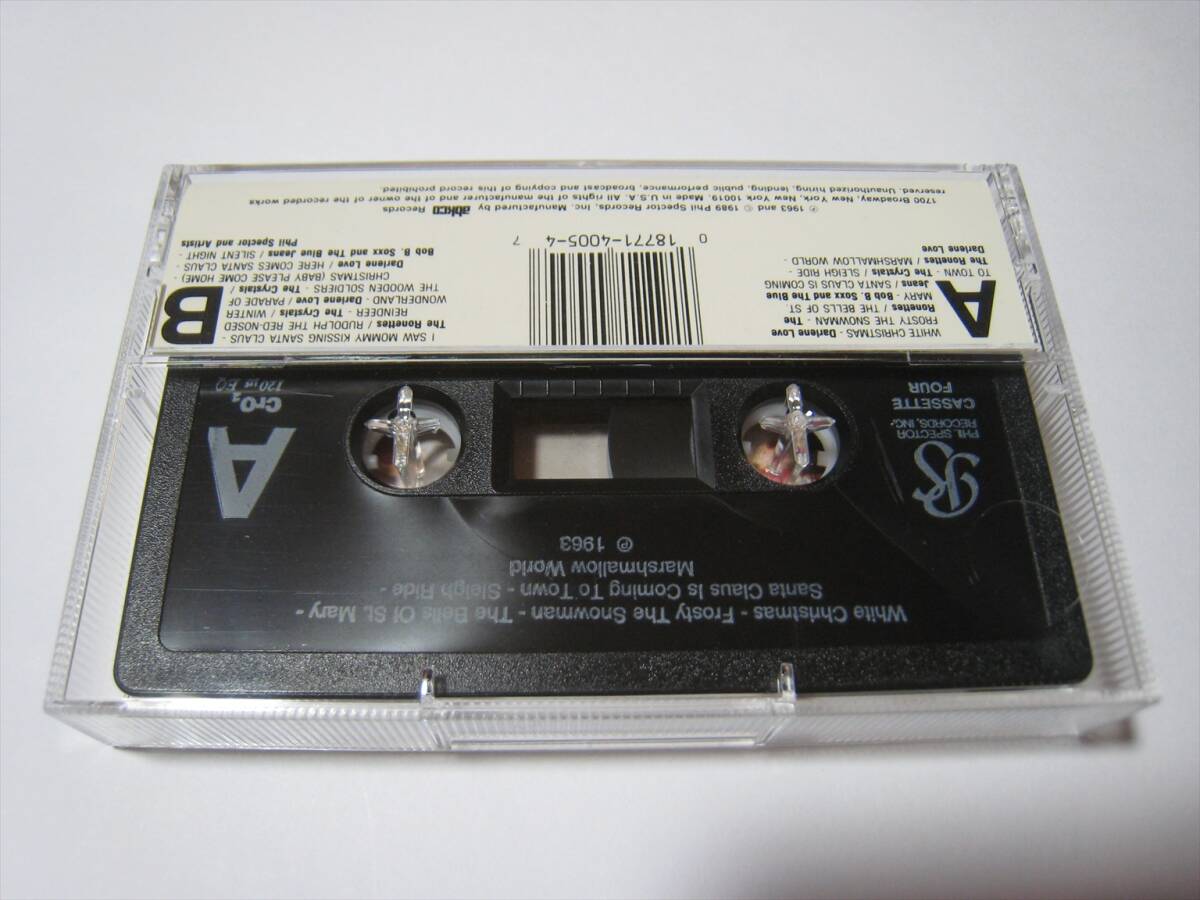 White Christmas - Frosty The Snowman - The Bells Of St. Mary -
Santa Claus Is Coming To Town - Sleigh Ride -
Marshmallow World
℗ 1963
PS
PHIL SPECTOR
RECORDS, INC.
CASSETTE
FOUR
A
CrO2
120 µs EQ
A
WHITE CHRISTMAS - Darlene Love
FROSTY THE SNOWMAN - The
Ronettes / THE BELLS OF ST.
MARY - Bob B. Soxx and The Blue
Jeans / SANTA CLAUS IS COMING
TO TOWN - The Crystals / SLEIGH RIDE -
The Ronettes / MARSHMALLOW WORLD -
Darlene Love
0 18771-4005-4 7
B
I SAW MOMMY KISSING SANTA CLAUS -
The Ronettes / RUDOLPH THE RED-NOSED
REINDEER - The Crystals / WINTER
WONDERLAND - Darlene Love / PARADE OF
THE WOODEN SOLDIERS - The Crystals /
CHRISTMAS (BABY PLEASE COME HOME) -
Darlene Love / HERE COMES SANTA CLAUS -
Bob B. Soxx and The Blue Jeans / SILENT NIGHT -
Phil Spector and Artists
℗ 1963 and © 1989 Phil Spector Records, Inc. Manufactured by abkco Records
1700 Broadway, New York, New York 10019. Made in U.S.A. All rights of the manufacturer and of the owner of the recorded works
reserved. Unauthorized hiring, lending, public performance, broadcast and copying of this record prohibited.